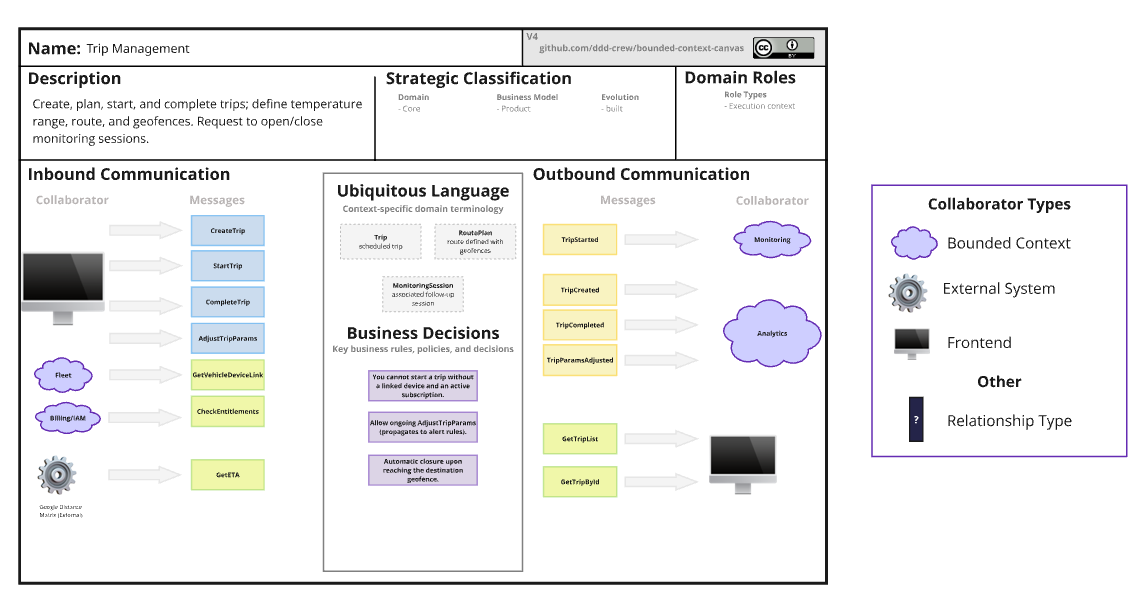 Name: Trip Management
V4
github.com/ddd-crew/bounded-context-canvas
cc
BY
Description
Create, plan, start, and complete trips; define temperature
range, route, and geofences. Request to open/close
monitoring sessions.
Strategic Classification
Domain
- Core
Business Model
- Product
Evolution
- built
Domain Roles
Role Types
- Execution context
Inbound Communication
Collaborator
Messages
CreateTrip
StartTrip
CompleteTrip
AdjustTripParams
Fleet
GetVehicleDeviceLink
Billing/IAM
CheckEntitlements
GetETA
Google Distance
Matrix (External)
Ubiquitous Language
Context-specific domain terminology
Trip
scheduled trip
RoutePlan
route defined with
geofences
MonitoringSession
associated follow-up
session
Business Decisions
Key business rules, policies, and decisions
You cannot start a trip without
a linked device and an active
subscription.
Allow ongoing AdjustTripParams
(propagates to alert rules).
Automatic closure upon
reaching the destination
geofence.
Outbound Communication
Messages
Collaborator
TripStarted
Monitoring
TripCreated
TripCompleted
Analytics
TripParamsAdjusted
GetTripList
GetTripById
Collaborator Types
Bounded Context
External System
Frontend
Other
?
Relationship Type